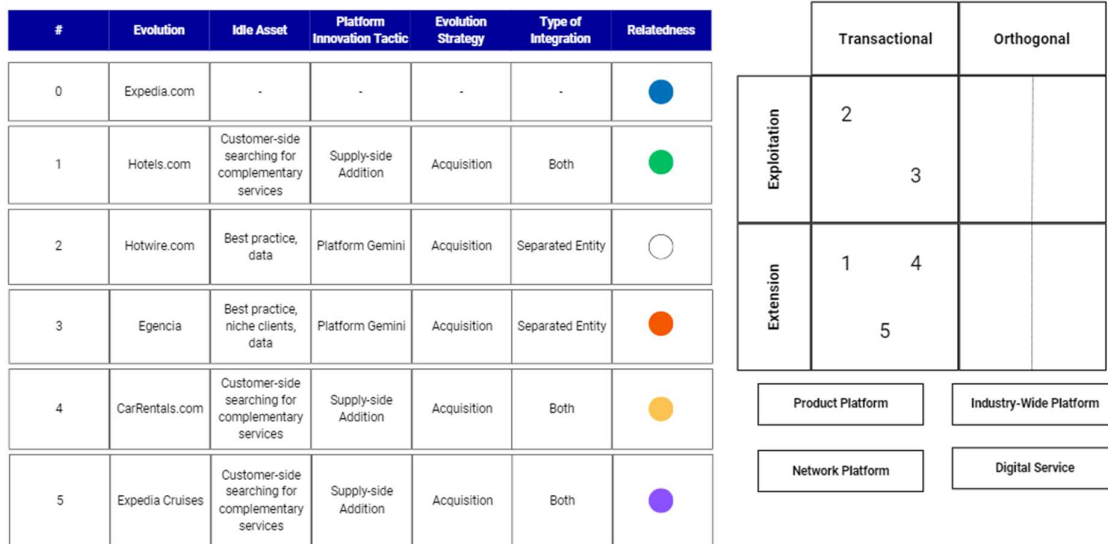 #
Evolution
Idle Asset
Platform
Innovation Tactic
Evolution
Strategy
Type of
Integration
Relatedness
0
Expedia.com
-
-
-
-
1
Hotels.com
Customer-side
searching for
complementary
services
Supply-side
Addition
Acquisition
Both
2
Hotwire.com
Best practice,
data
Platform Gemini
Acquisition
Separated Entity
3
Egencia
Best practice,
niche clients,
data
Platform Gemini
Acquisition
Separated Entity
4
CarRentals.com
Customer-side
searching for
complementary
services
Supply-side
Addition
Acquisition
Both
5
Expedia Cruises
Customer-side
searching for
complementary
services
Supply-side
Addition
Acquisition
Both
Transactional
Orthogonal
Exploitation
2
3
Extension
1 4
5
Product Platform
Industry-Wide Platform
Network Platform
Digital Service